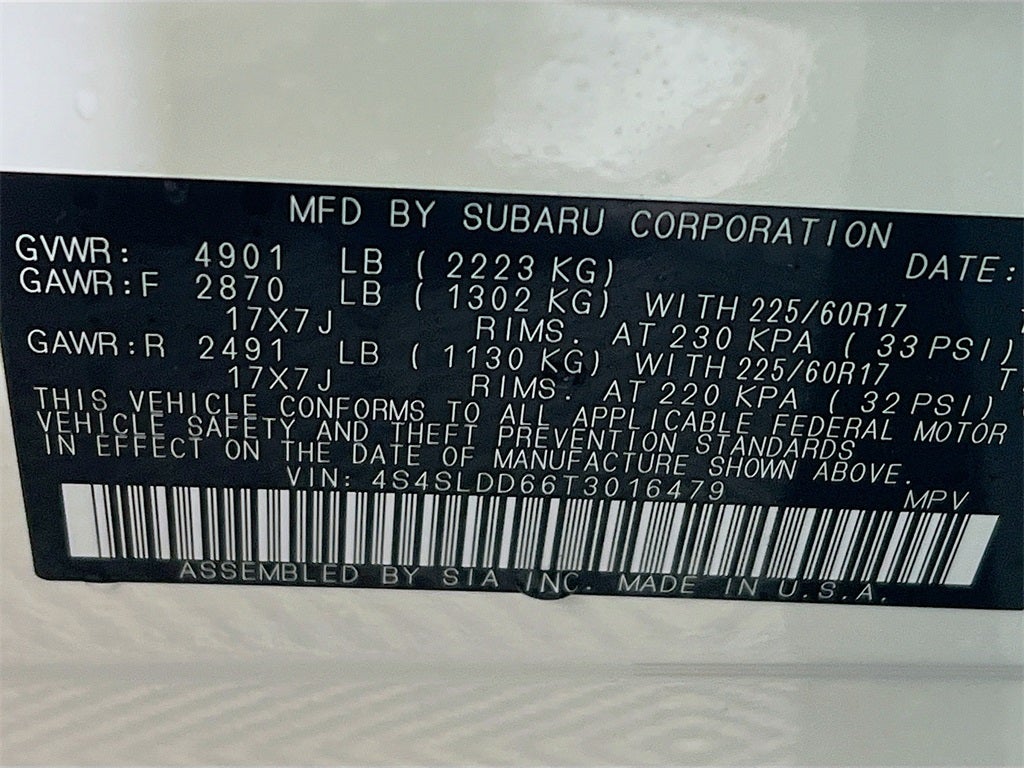 MFD BY SUBARU CORPORATION
GVWR: 4901 LB ( 2223 KG) DATE:
GAWR:F 2870 LB ( 1302 KG) WITH 225/60R17
17X7J RIMS. AT 230 KPA ( 33 PSI)
GAWR:R 2491 LB ( 1130 KG) WITH 225/60R17 T
17X7J RIMS. AT 220 KPA ( 32 PSI)
THIS VEHICLE CONFORMS TO ALL APPLICABLE FEDERAL MOTOR
VEHICLE SAFETY AND THEFT PREVENTION STANDARDS
IN EFFECT ON THE DATE OF MANUFACTURE SHOWN ABOVE.
VIN: 4S4SLDD66T3016479 MPV
ASSEMBLED BY SIA INC. MADE IN U.S.A.